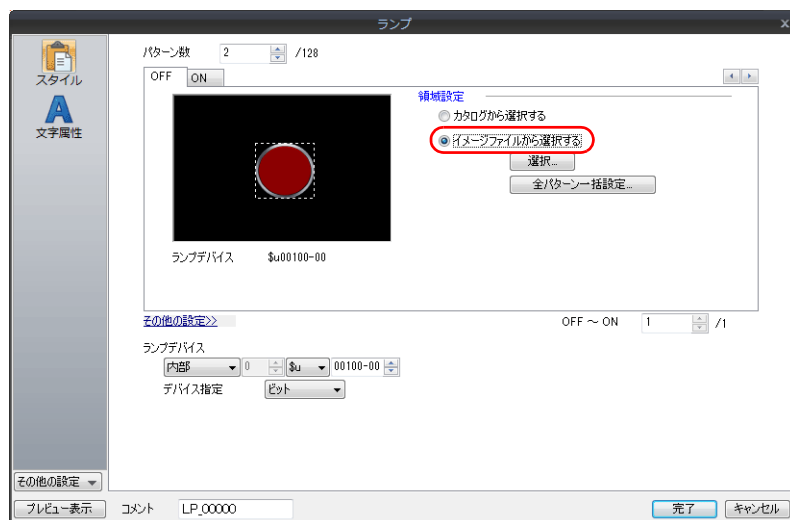 ランプ
x
スタイル
文字属性
パターン数 2 /128
OFF ON
領域設定
カタログから選択する
イメージファイルから選択する
選択...
全パターン一括設定...
ランプデバイス $u00100-00
その他の設定>>
OFF ～ ON 1 /1
ランプデバイス
内部 0 $u 00100-00
デバイス指定 ビット
その他の設定
プレビュー表示 コメント LP_00000 完了 キャンセル